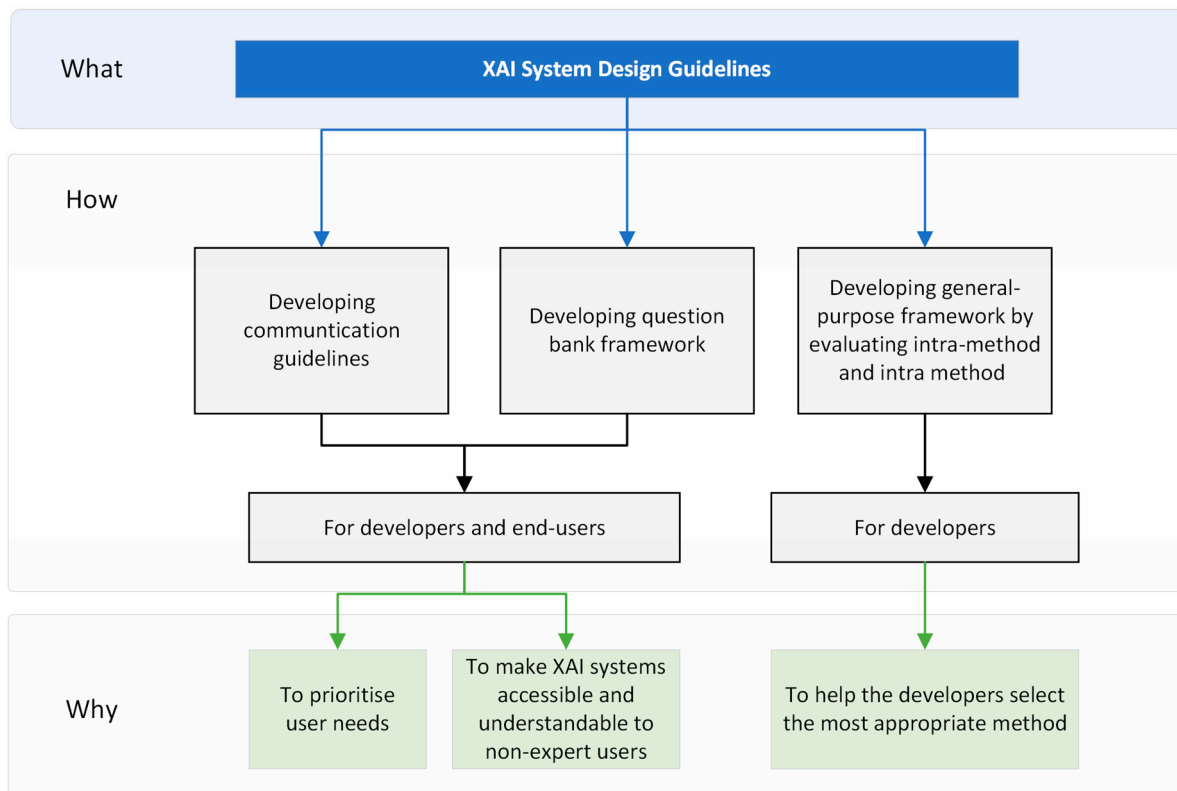 What
XAI System Design Guidelines
How
Developing
communtication
guidelines
Developing question
bank framework
Developing general-
purpose framework by
evaluating intra-method
and intra method
For developers and end-users
For developers
Why
To prioritise
user needs
To make XAI systems
accessible and
understandable to
non-expert users
To help the developers select
the most appropriate method